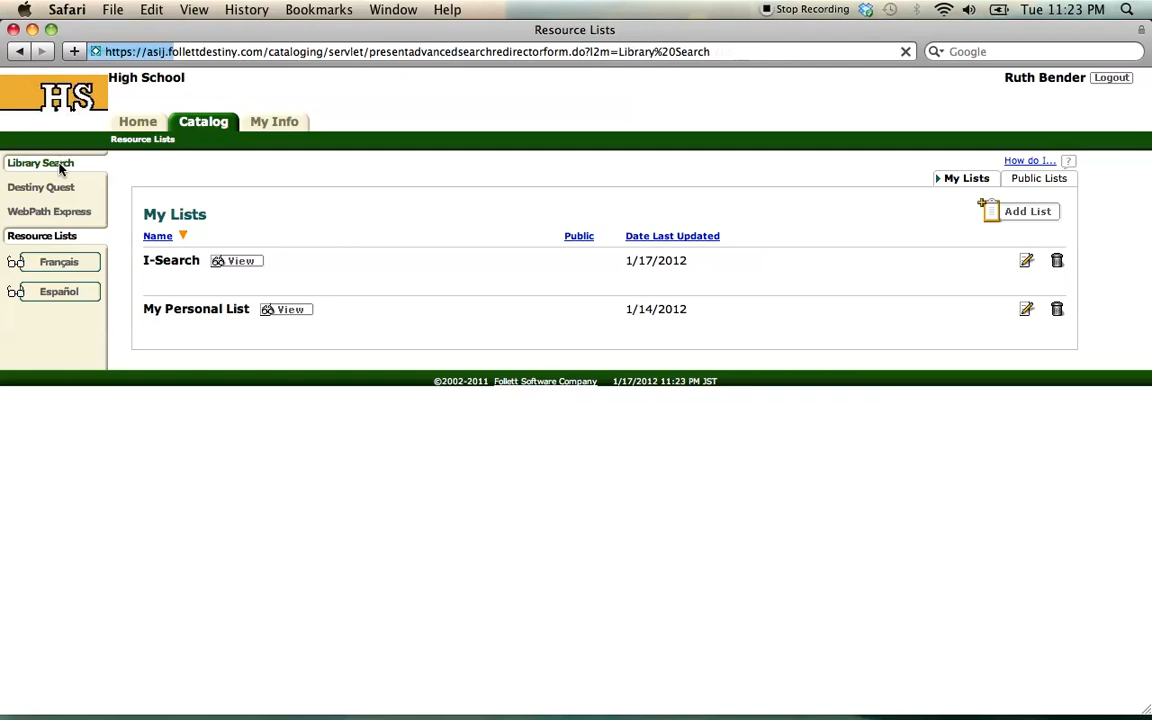 Safari File Edit View History Bookmarks Window Help Stop Recording Tue 11:23 PM
Resource Lists
https://asij.follettdestiny.com/cataloging/servlet/presentadvancedsearchredirectorform.do?l2m=Library%20Search Google
High School Ruth Bender Logout
HS
Home Catalog My Info
Resource Lists
Library Search How do I... ?
My Lists Public Lists
Destiny Quest
WebPath Express
My Lists Add List
Resource Lists Name Public Date Last Updated
Français I-Search View 1/17/2012
Español
My Personal List View 1/14/2012
©2002-2011 Follett Software Company 1/17/2012 11:23 PM JST